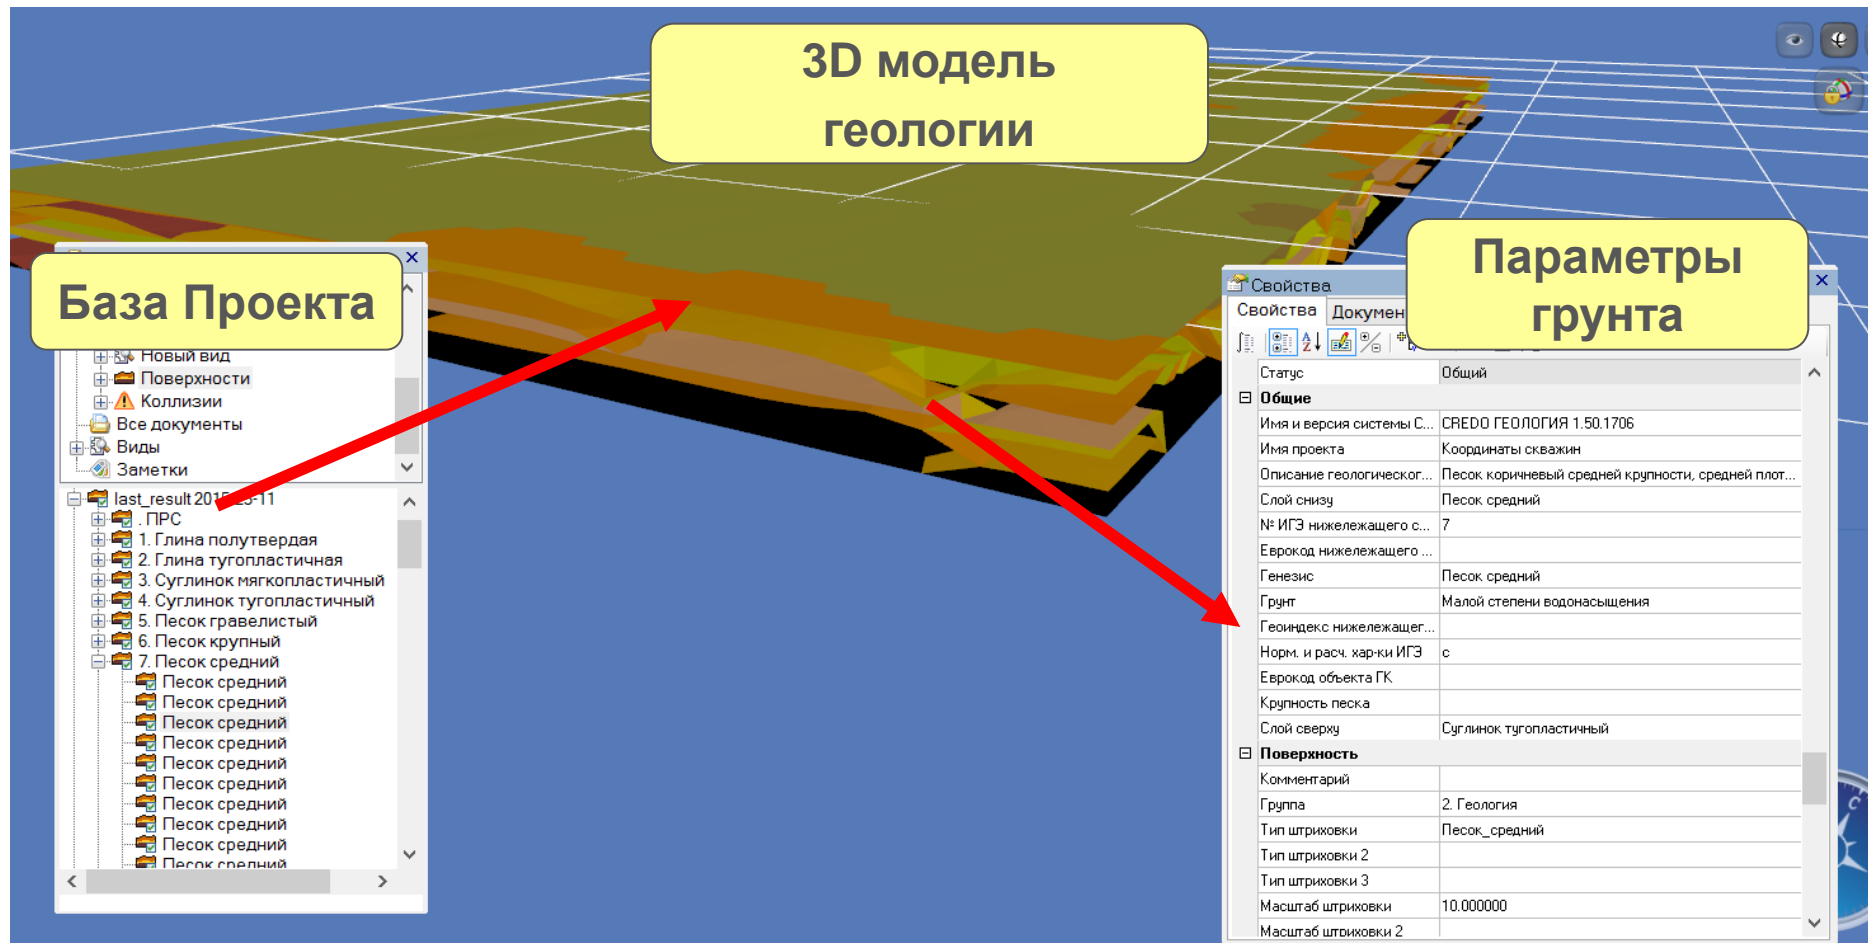 3D модель
геологии
База Проекта
Новый вид
Поверхности
Коллизии
Все документы
Виды
Заметки
last_result 2015 11
. ПРС
1. Глина полутвердая
2. Глина тугопластичная
3. Суглинок мягкопластичный
4. Суглинок тугопластичный
5. Песок гравелистый
6. Песок крупный
7. Песок средний
Песок средний
Песок средний
Песок средний
Песок средний
Песок средний
Песок средний
Песок средний
Песок средний
Песок средний
Песок средний
Параметры
грунта
Свойства
Свойства Докумен
Статус Общий
Общие
Имя и версия системы C... CREDO ГЕОЛОГИЯ 1.50.1706
Имя проекта Координаты скважин
Описание геологическог... Песок коричневый средней крупности, средней плот...
Слой снизу Песок средний
№ ИГЭ нижележащего с... 7
Еврокод нижележащего ...
Генезис Песок средний
Грунт Малой степени водонасыщения
Геоиндекс нижележащег...
Норм. и расч. хар-ки ИГЭ с
Еврокод объекта ГК
Крупность песка
Слой сверху Суглинок тугопластичный
Поверхность
Комментарий
Группа 2. Геология
Тип штриховки Песок_средний
Тип штриховки 2
Тип штриховки 3
Масштаб штриховки 10.000000
Масштаб штриховки 2
С